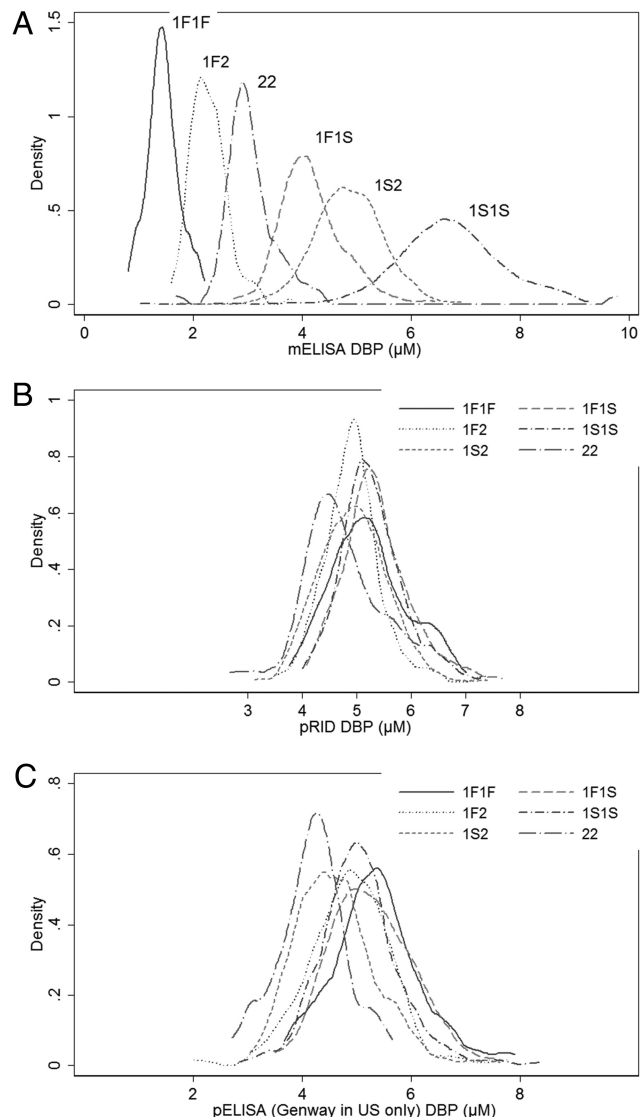 A
1.5
1F1F
1F2
22
1
1F1S
1S2
.5
1S1S
0
Density
0 2 4 6 8 10
mELISA DBP (µM)
B
1
1F1F 1F1S
1F2 1S1S
1S2 22
.8
.6
.4
.2
0
Density
3 4 5 6 7 8
pRID DBP (µM)
C
.8
1F1F 1F1S
1F2 1S1S
1S2 22
.6
.4
.2
0
Density
2 4 6 8
pELISA (Genway in US only) DBP (µM)